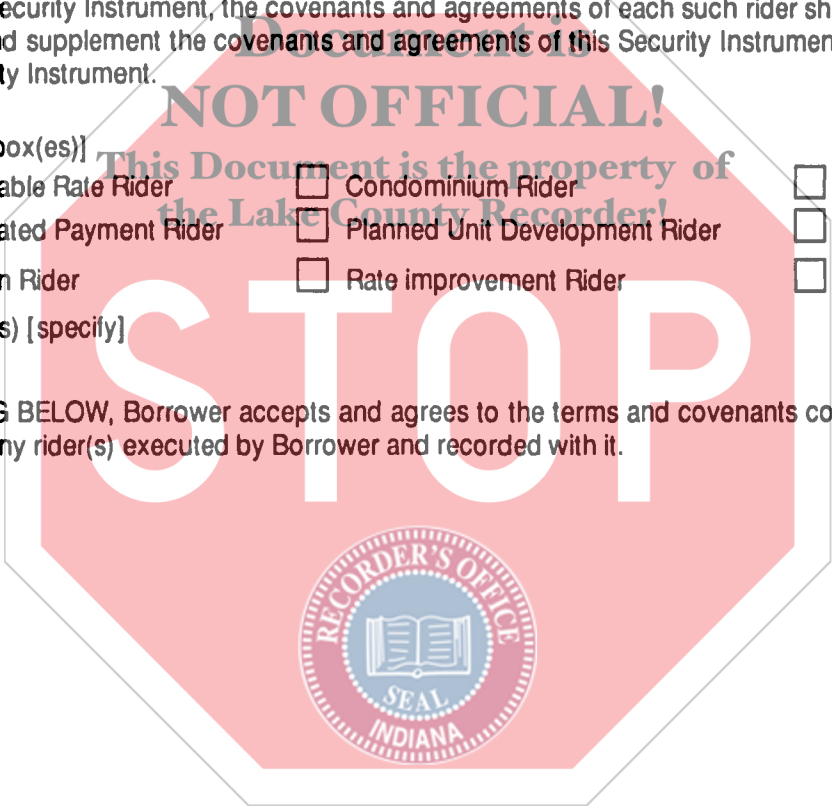 ecurity Instrument, the covenants and agreements of each such rider sh
d supplement the covenants and agreements of this Security Instrumen
ty Instrument.
Document is
NOT OFFICIAL!
This Document is the property of
the Lake County Recorder!
box(es)]
able Rate Rider Condominium Rider
ated Payment Rider Planned Unit Development Rider
n Rider Rate improvement Rider
s) [specify]
STOP
G BELOW, Borrower accepts and agrees to the terms and covenants co
ny rider(s) executed by Borrower and recorded with it.
RECORDER'S OFFICE
SEAL
INDIANA